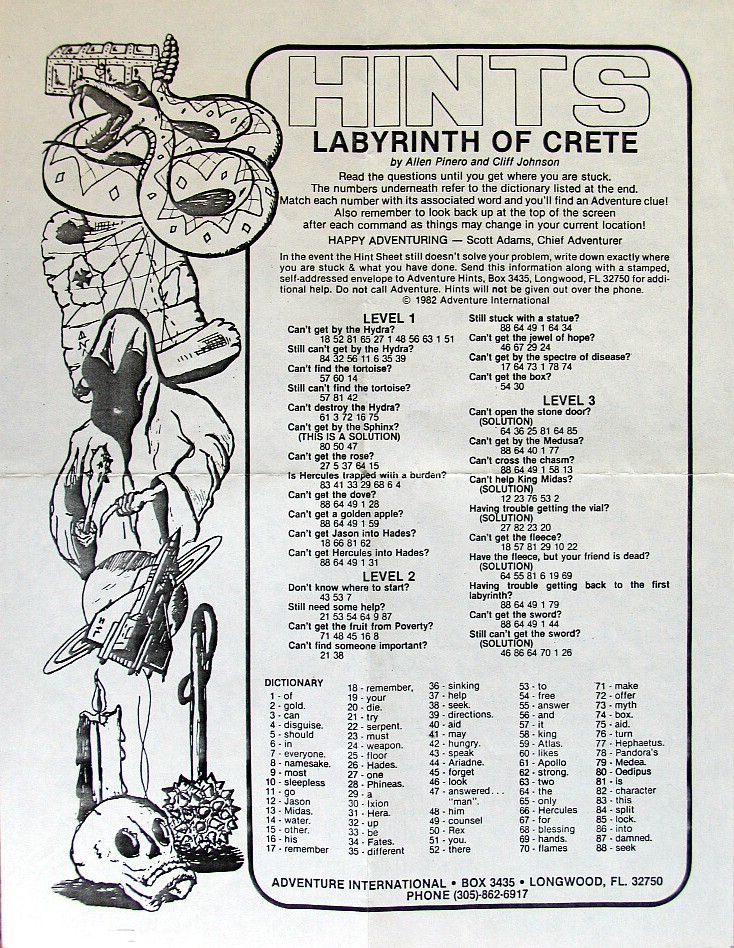 HINTS
LABYRINTH OF CRETE
by Allen Pinero and Cliff Johnson
Read the questions until you get where you are stuck.
The numbers underneath refer to the dictionary listed at the end.
Match each number with its associated word and you'll find an Adventure clue!
Also remember to look back up at the top of the screen
after each command as things may change in your current location!
HAPPY ADVENTURING — Scott Adams, Chief Adventurer
In the event the Hint Sheet still doesn't solve your problem, write down exactly where
you are stuck & what you have done. Send this information along with a stamped,
self-addressed envelope to Adventure Hints, Box 3435, Longwood, FL 32750 for addi-
tional help. Do not call Adventure. Hints will not be given out over the phone.
© 1982 Adventure International
LEVEL 1
Can't get by the Hydra?
18 52 81 65 27 1 48 56 63 1 51
Still can't get by the Hydra?
84 32 56 11 6 35 39
Can't find the tortoise?
57 60 14
Still can't find the tortoise?
57 81 42
Can't destroy the Hydra?
61 3 72 16 75
Can't get by the Sphinx?
(THIS IS A SOLUTION)
80 50 47
Can't get the rose?
27 5 37 64 15
Is Hercules trapped with a burden?
83 41 33 29 68 6 4
Can't get the dove?
88 64 49 1 28
Can't get a golden apple?
88 64 49 1 59
Can't get Jason into Hades?
18 66 81 62
Can't get Hercules into Hades?
88 64 49 1 31
LEVEL 2
Don't know where to start?
43 53 7
Still need some help?
21 53 54 64 9 87
Can't get the fruit from Poverty?
71 48 45 16 8
Can't find someone important?
21 38
Still stuck with a statue?
88 64 49 1 64 34
Can't get the jewel of hope?
46 67 29 24
Can't get by the spectre of disease?
17 64 73 1 78 74
Can't get the box?
54 30
LEVEL 3
Can't open the stone door?
(SOLUTION)
64 36 25 81 64 85
Can't get by the Medusa?
88 64 40 1 77
Can't cross the chasm?
88 64 49 1 58 13
Can't help King Midas?
(SOLUTION)
12 23 76 53 2
Having trouble getting the vial?
(SOLUTION)
27 82 23 20
Can't get the fleece?
18 57 81 29 10 22
Have the fleece, but your friend is dead?
(SOLUTION)
64 55 81 6 19 69
Having trouble getting back to the first
labyrinth?
88 64 49 1 79
Can't get the sword?
88 64 49 1 44
Still can't get the sword?
(SOLUTION)
46 86 64 70 1 26
DICTIONARY
1 - of
2 - gold.
3 - can
4 - disguise.
5 - should
6 - in
7 - everyone.
8 - namesake.
9 - most
10 - sleepless
11 - go
12 - Jason
13 - Midas.
14 - water.
15 - other.
16 - his
17 - remember
18 - remember,
19 - your
20 - die.
21 - try
22 - serpent.
23 - must
24 - weapon.
25 - floor
26 - Hades.
27 - one
28 - Phineas.
29 - a
30 - Ixion
31 - Hera.
32 - up
33 - be
34 - Fates.
35 - different
36 - sinking
37 - help
38 - seek.
39 - directions.
40 - aid
41 - may
42 - hungry.
43 - speak
44 - Ariadne.
45 - forget
46 - look
47 - answered...
"man".
48 - him
49 - counsel
50 - Rex
51 - you.
52 - there
53 - to
54 - free
55 - answer
56 - and
57 - it
58 - king
59 - Atlas.
60 - likes
61 - Apollo
62 - strong.
63 - two
64 - the
65 - only
66 - Hercules
67 - for
68 - blessing
69 - hands.
70 - flames
71 - make
72 - offer
73 - myth
74 - box.
75 - aid.
76 - turn
77 - Hephaetus.
78 - Pandora's
79 - Medea.
80 - Oedipus
81 - is
82 - character
83 - this
84 - split
85 - lock.
86 - into
87 - damned.
88 - seek
ADVENTURE INTERNATIONAL • BOX 3435 • LONGWOOD, FL. 32750
PHONE (305)-862-6917